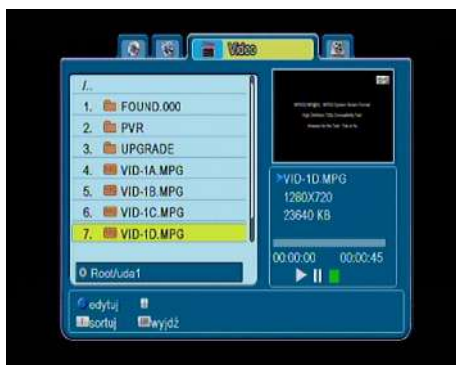 Video
/..
1. FOUND.000
2. PVR
3. UPGRADE
4. VID-1A.MPG
5. VID-1B.MPG
6. VID-1C.MPG
7. VID-1D.MPG
Root/uda1
VID-1D.MPG
1280X720
23640 KB
00:00:00 00:00:45
edytuj
sortuj wyjdź